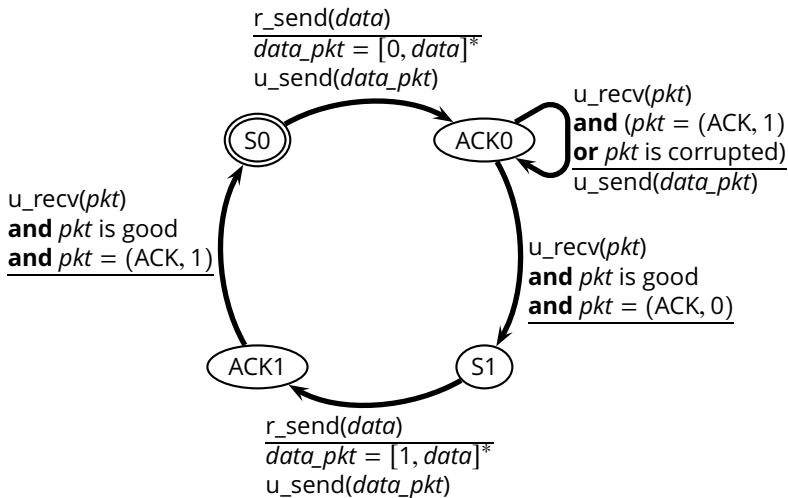 r_send(data)
data_pkt = [0, data]*
u_send(data_pkt)
u_recv(pkt)
and (pkt = (ACK, 1)
or pkt is corrupted)
u_send(data_pkt)
S0
ACK0
u_recv(pkt)
and pkt is good
and pkt = (ACK, 1)
u_recv(pkt)
and pkt is good
and pkt = (ACK, 0)
ACK1
S1
r_send(data)
data_pkt = [1, data]*
u_send(data_pkt)